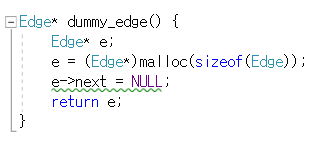 Edge* dummy_edge() {
    Edge* e;
    e = (Edge*)malloc(sizeof(Edge));
    e->next = NULL;
    return e;
}